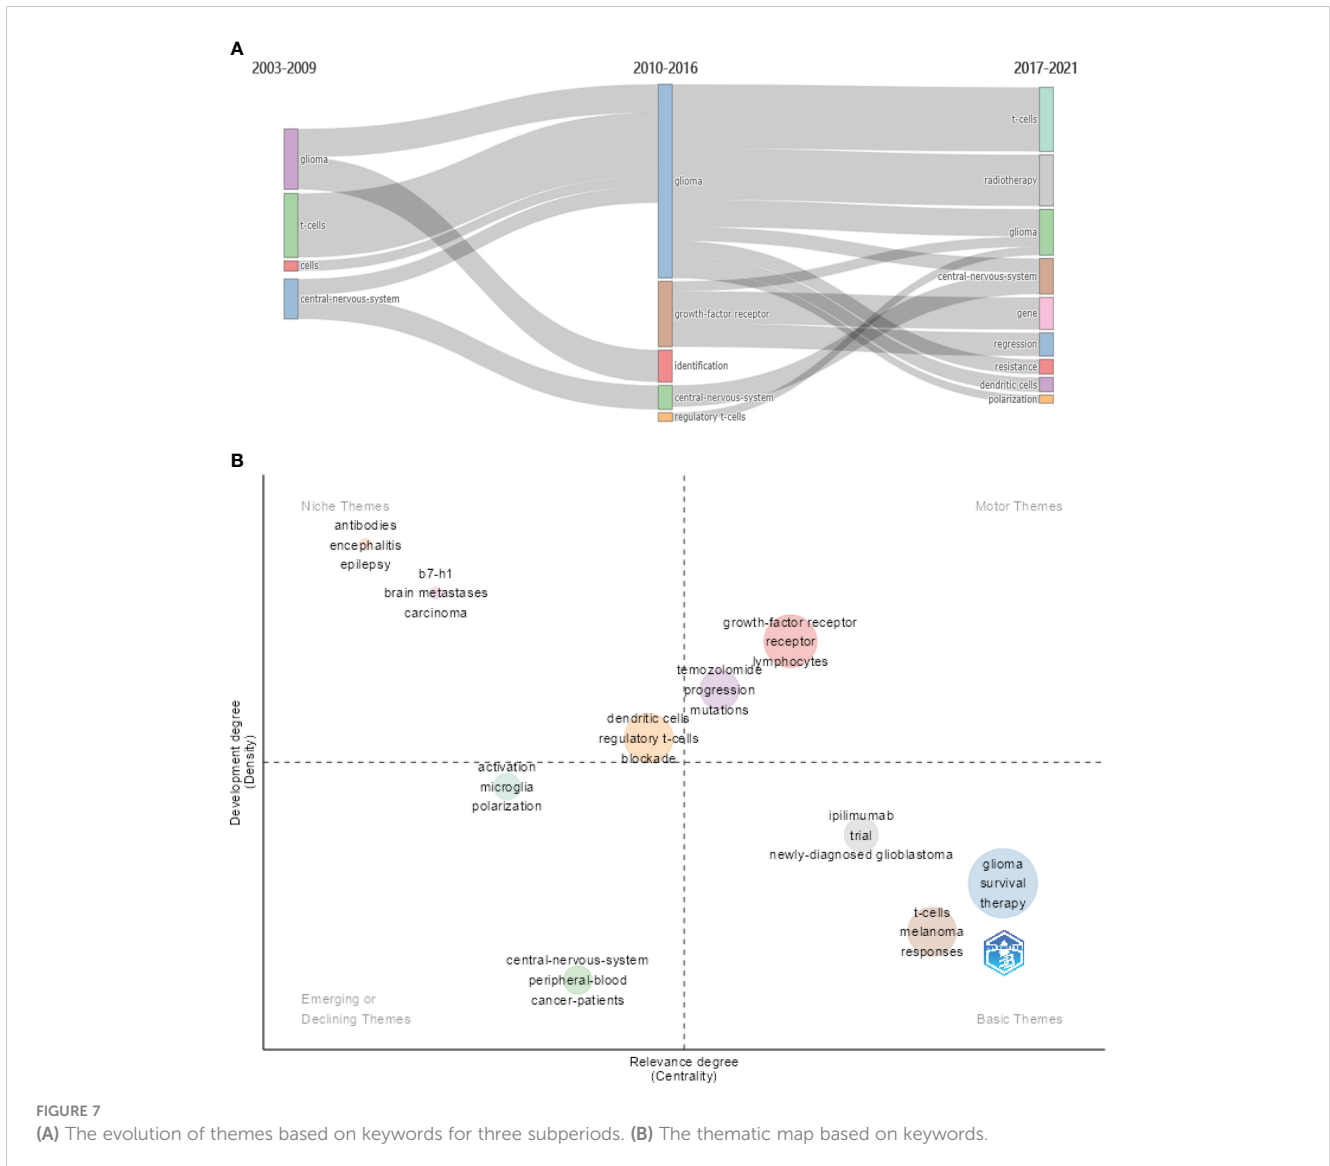 A
2003-2009
2010-2016
2017-2021
glioma
t-cells
cells
central-nervous-system
glioma
growth-factor receptor
identification
central-nervous-system
regulatory t-cells
t-cells
radiotherapy
glioma
central-nervous-system
gene
regression
resistance
dendritic cells
polarization
B
Niche Themes
Motor Themes
antibodies
encephalitis
epilepsy
b7-h1
brain metastases
carcinoma
growth-factor receptor
receptor
lymphocytes
temozolomide
progression
mutations
dendritic cells
regulatory t-cells
blockade
activation
microglia
polarization
ipilimumab
trial
newly-diagnosed glioblastoma
glioma
survival
therapy
t-cells
melanoma
responses
central-nervous-system
peripheral-blood
cancer-patients
Emerging or
Declining Themes
Basic Themes
Development degree
(Density)
Relevance degree
(Centrality)
FIGURE 7
(A) The evolution of themes based on keywords for three subperiods. (B) The thematic map based on keywords.